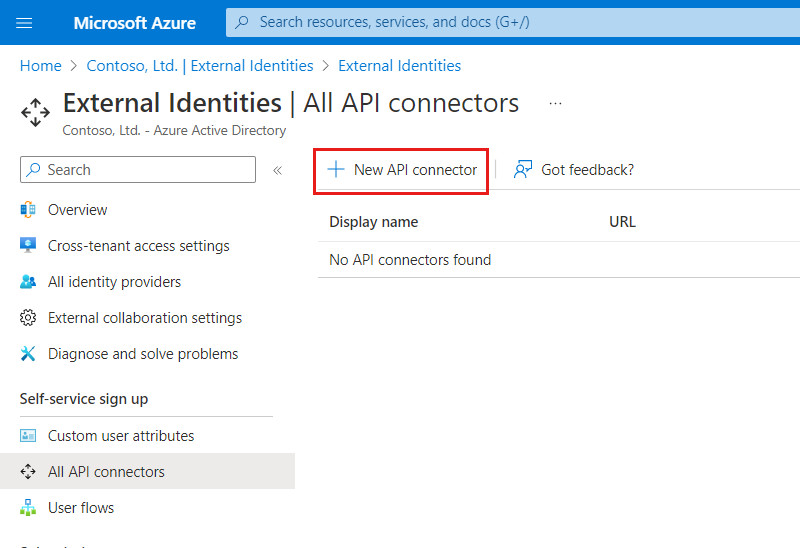 Microsoft Azure
Search resources, services, and docs (G+/)
Home > Contoso, Ltd. | External Identities > External Identities
External Identities | All API connectors ...
Contoso, Ltd. - Azure Active Directory
Search «
+ New API connector
Got feedback?
Display name URL
No API connectors found
Overview
Cross-tenant access settings
All identity providers
External collaboration settings
Diagnose and solve problems
Self-service sign up
Custom user attributes
All API connectors
User flows